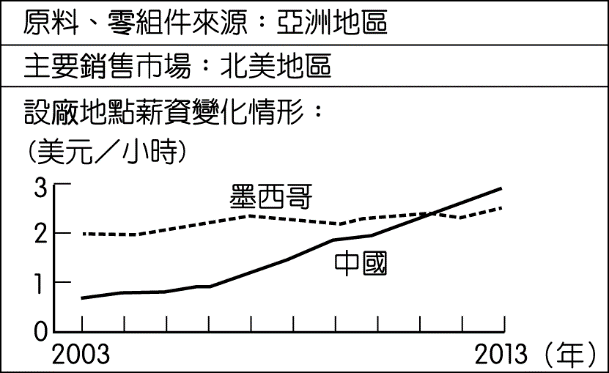 原料、零組件來源：亞洲地區
主要銷售市場：北美地區
設廠地點薪資變化情形：
(美元／小時)
3
墨西哥
2
中國
1
0
2003
2013（年）